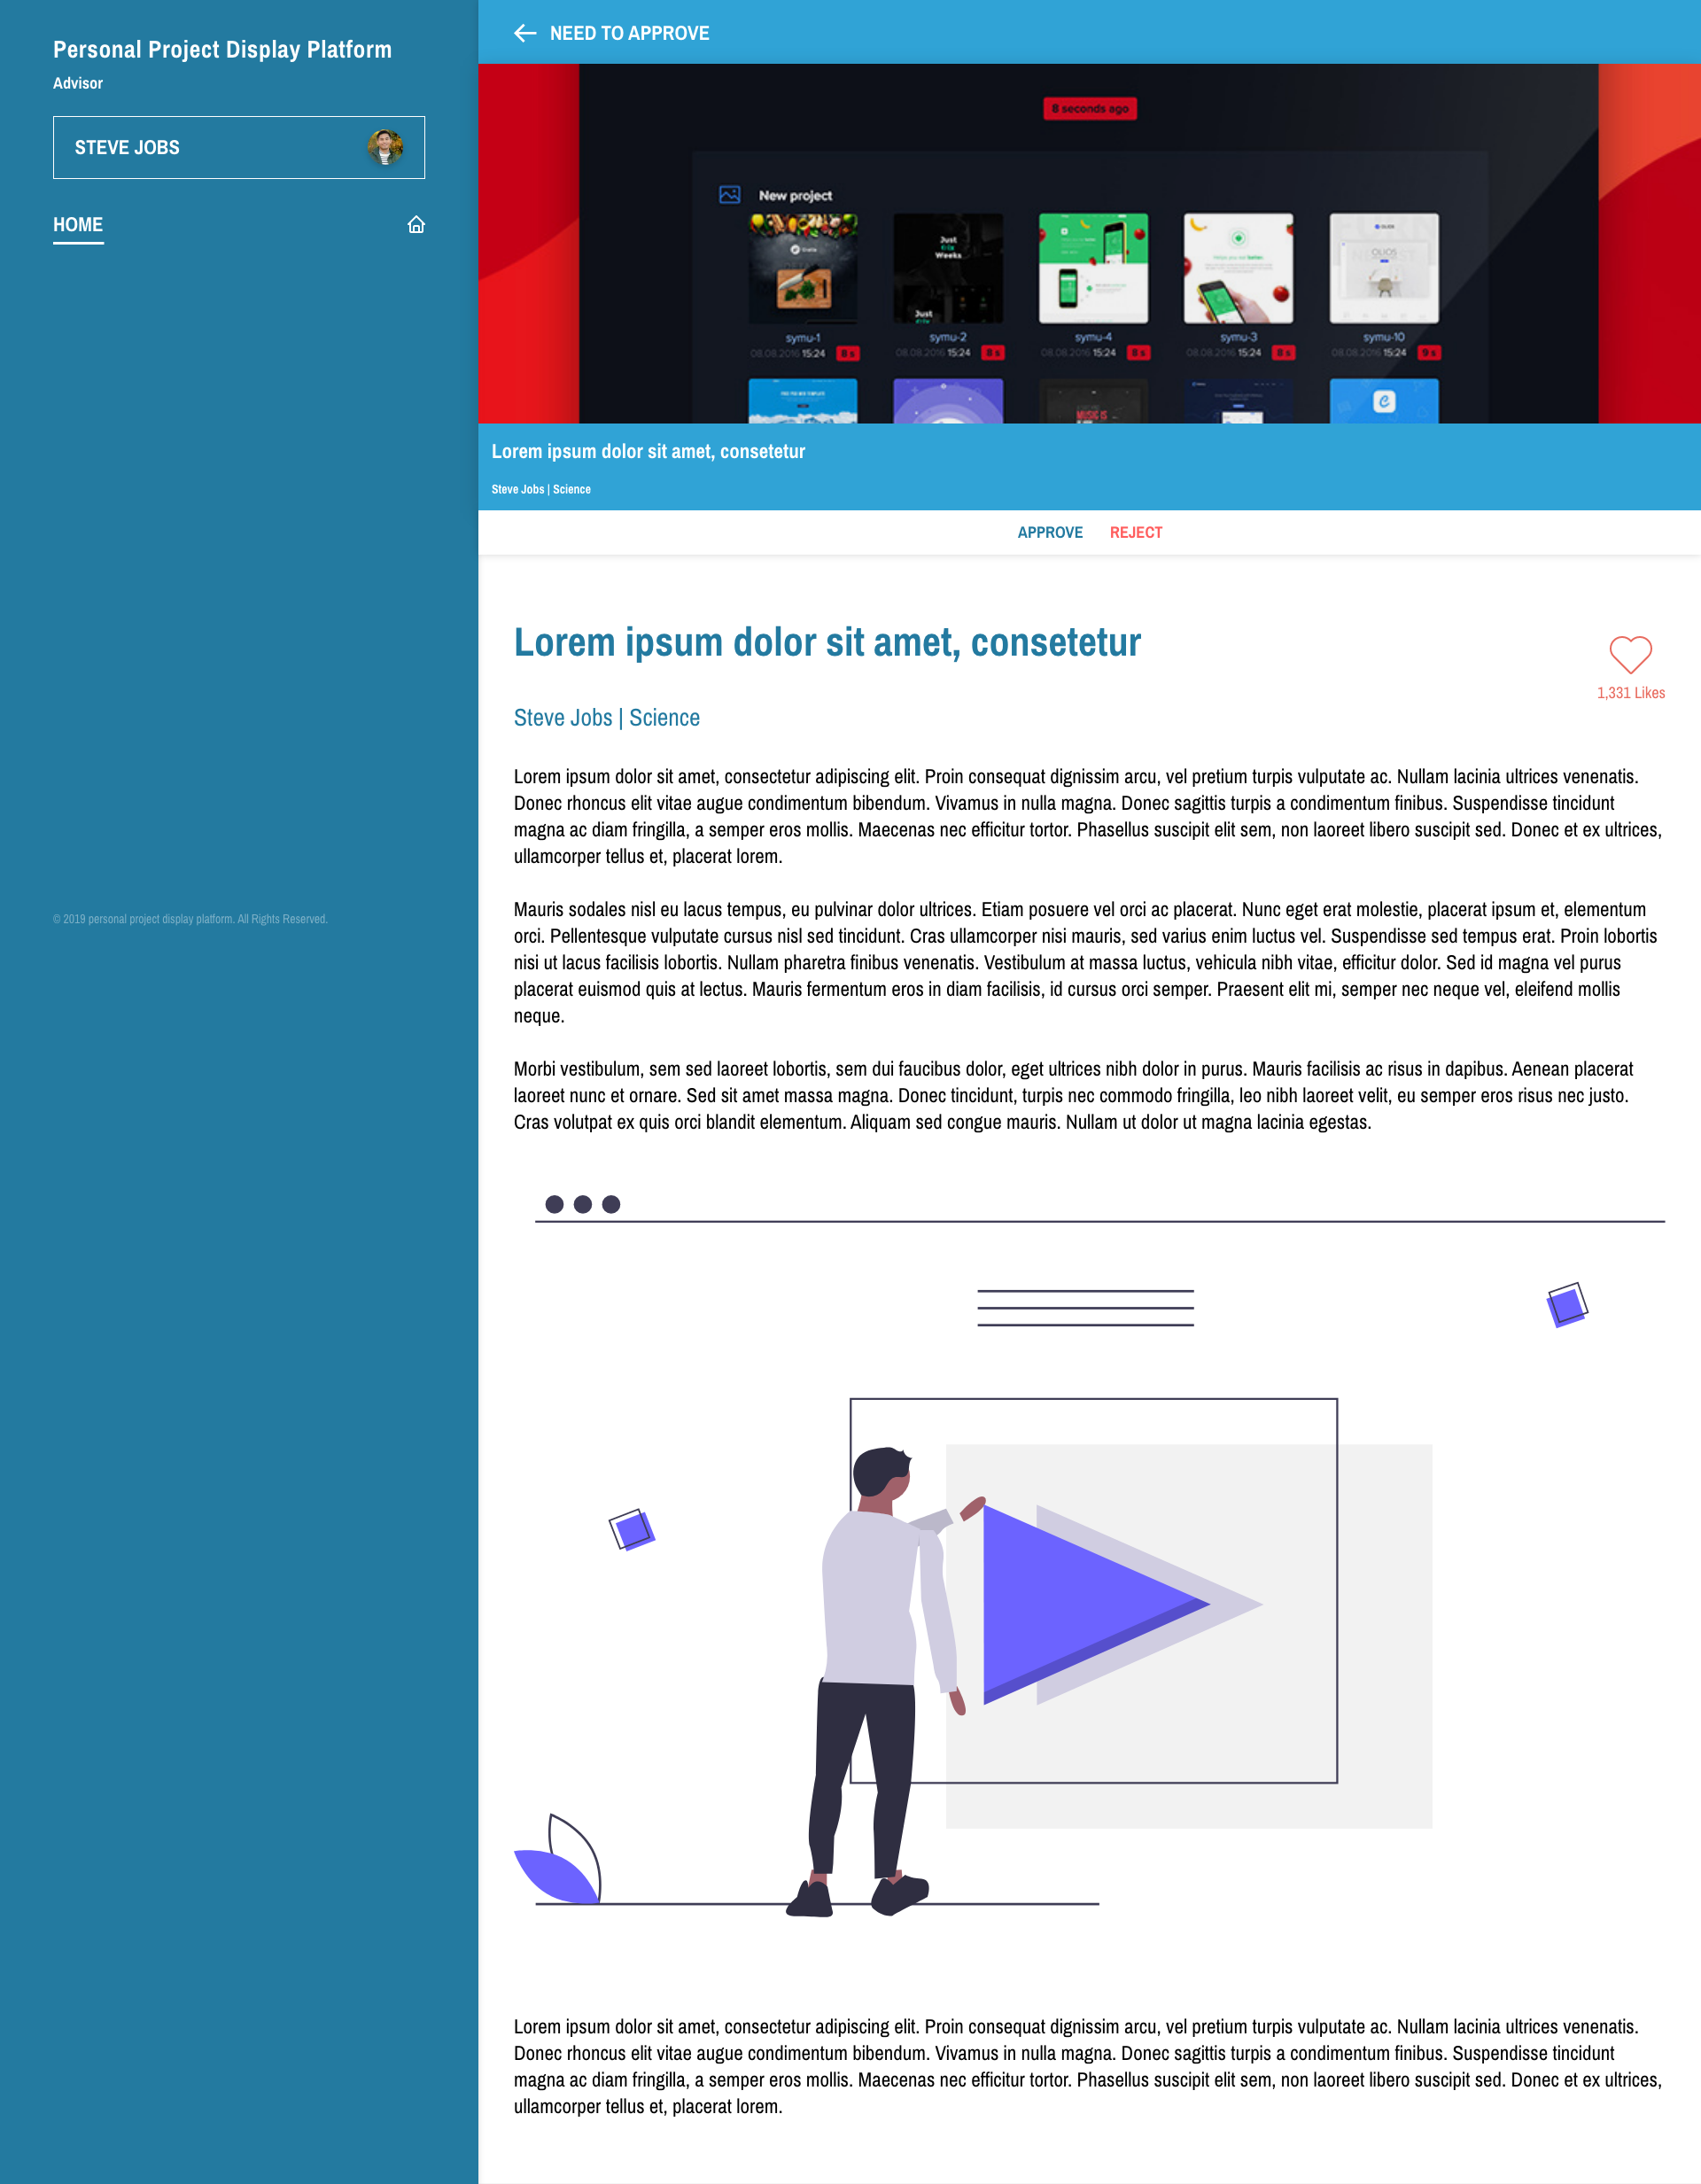 Personal Project Display Platform
Advisor
STEVE JOBS
HOME
© 2019 personal project display platform. All Rights Reserved.
NEED TO APPROVE
8 seconds ago
New project
Just
Weeks
Just
OLIOS
symu-1
symu-2
symu-4
symu-3
symu-10
08.08.2016 15:24 8 s
08.08.2016 15:24 8 s
08.08.2016 15:24 8 s
08.08.2016 15:24 8 s
08.08.2016 15:24 9 s
MUSIC IS
Lorem ipsum dolor sit amet, consetetur
Steve Jobs | Science
APPROVE REJECT
Lorem ipsum dolor sit amet, consetetur
1,331 Likes
Steve Jobs | Science
Lorem ipsum dolor sit amet, consectetur adipiscing elit. Proin consequat dignissim arcu, vel pretium turpis vulputate ac. Nullam lacinia ultrices venenatis.
Donec rhoncus elit vitae augue condimentum bibendum. Vivamus in nulla magna. Donec sagittis turpis a condimentum finibus. Suspendisse tincidunt
magna ac diam fringilla, a semper eros mollis. Maecenas nec efficitur tortor. Phasellus suscipit elit sem, non laoreet libero suscipit sed. Donec et ex ultrices,
ullamcorper tellus et, placerat lorem.
Mauris sodales nisl eu lacus tempus, eu pulvinar dolor ultrices. Etiam posuere vel orci ac placerat. Nunc eget erat molestie, placerat ipsum et, elementum
orci. Pellentesque vulputate cursus nisl sed tincidunt. Cras ullamcorper nisi mauris, sed varius enim luctus vel. Suspendisse sed tempus erat. Proin lobortis
nisi ut lacus facilisis lobortis. Nullam pharetra finibus venenatis. Vestibulum at massa luctus, vehicula nibh vitae, efficitur dolor. Sed id magna vel purus
placerat euismod quis at lectus. Mauris fermentum eros in diam facilisis, id cursus orci semper. Praesent elit mi, semper nec neque vel, eleifend mollis
neque.
Morbi vestibulum, sem sed laoreet lobortis, sem dui faucibus dolor, eget ultrices nibh dolor in purus. Mauris facilisis ac risus in dapibus. Aenean placerat
laoreet nunc et ornare. Sed sit amet massa magna. Donec tincidunt, turpis nec commodo fringilla, leo nibh laoreet velit, eu semper eros risus nec justo.
Cras volutpat ex quis orci blandit elementum. Aliquam sed congue mauris. Nullam ut dolor ut magna lacinia egestas.
Lorem ipsum dolor sit amet, consectetur adipiscing elit. Proin consequat dignissim arcu, vel pretium turpis vulputate ac. Nullam lacinia ultrices venenatis.
Donec rhoncus elit vitae augue condimentum bibendum. Vivamus in nulla magna. Donec sagittis turpis a condimentum finibus. Suspendisse tincidunt
magna ac diam fringilla, a semper eros mollis. Maecenas nec efficitur tortor. Phasellus suscipit elit sem, non laoreet libero suscipit sed. Donec et ex ultrices,
ullamcorper tellus et, placerat lorem.